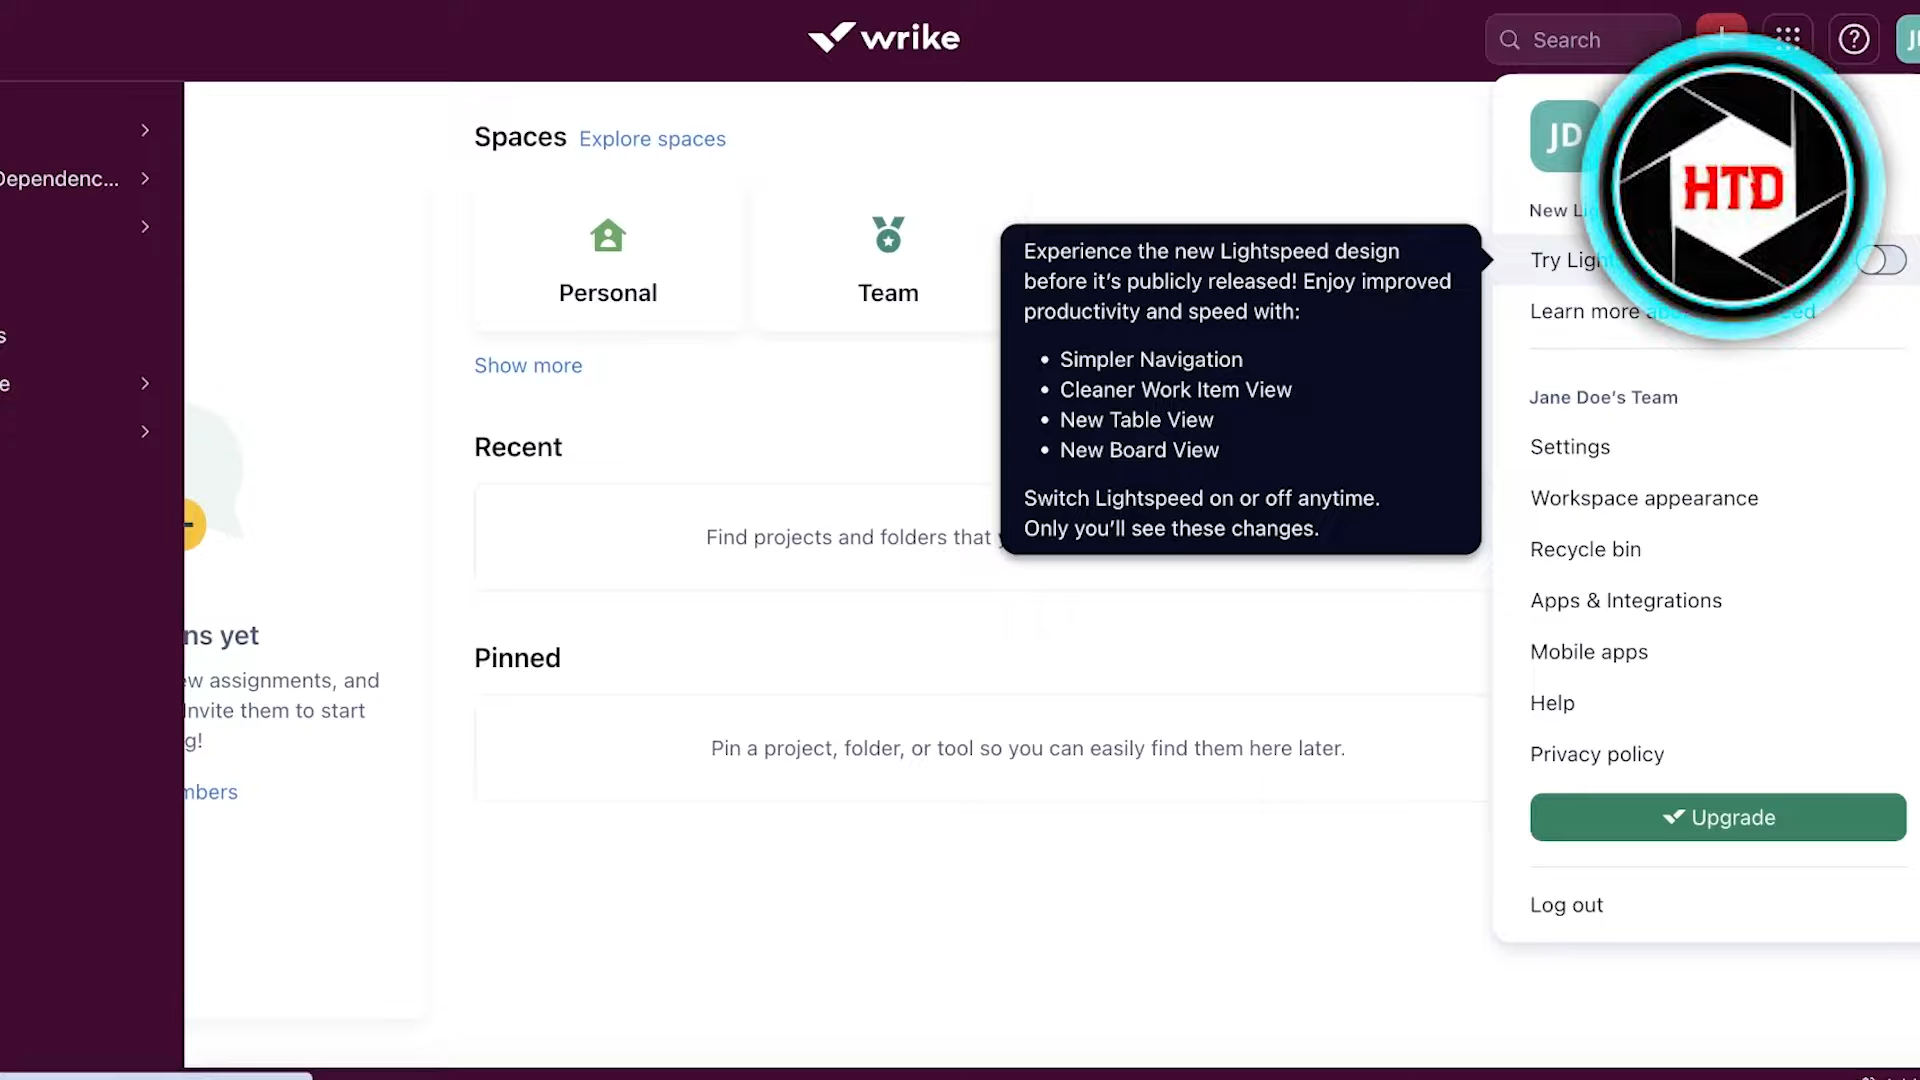 wrike
Search
JD
HTD
Dependenc...
Spaces Explore spaces
Personal
Team
Show more
Recent
Find projects and folders that
Pinned
Pin a project, folder, or tool so you can easily find them here later.
ns yet
ew assignments, and
Invite them to start
g!
mbers
Experience the new Lightspeed design
before it’s publicly released! Enjoy improved
productivity and speed with:
• Simpler Navigation
• Cleaner Work Item View
• New Table View
• New Board View
Switch Lightspeed on or off anytime.
Only you’ll see these changes.
New Li
Try Light
Learn more
Jane Doe’s Team
Settings
Workspace appearance
Recycle bin
Apps & Integrations
Mobile apps
Help
Privacy policy
Upgrade
Log out